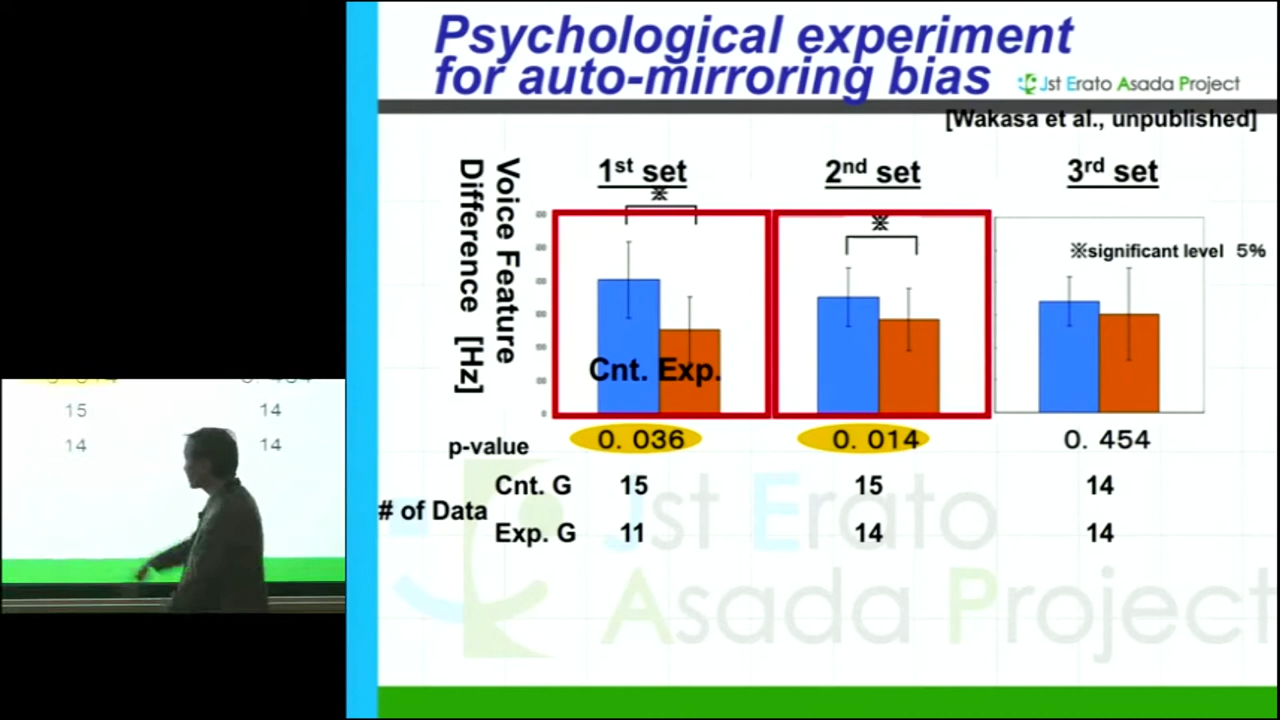 Psychological experiment
for auto-mirroring bias
Jst Erato Asada Project
[Wakasa et al., unpublished]
Voice Feature
Difference [Hz]
1st set
2nd set
3rd set
※
※
※significant level 5%
Cnt. Exp.
p-value
0. 036
0. 014
0. 454
# of Data
Cnt. G
15
15
14
Exp. G
11
14
14
Jst Erato
Asada Project
15
14
14
14